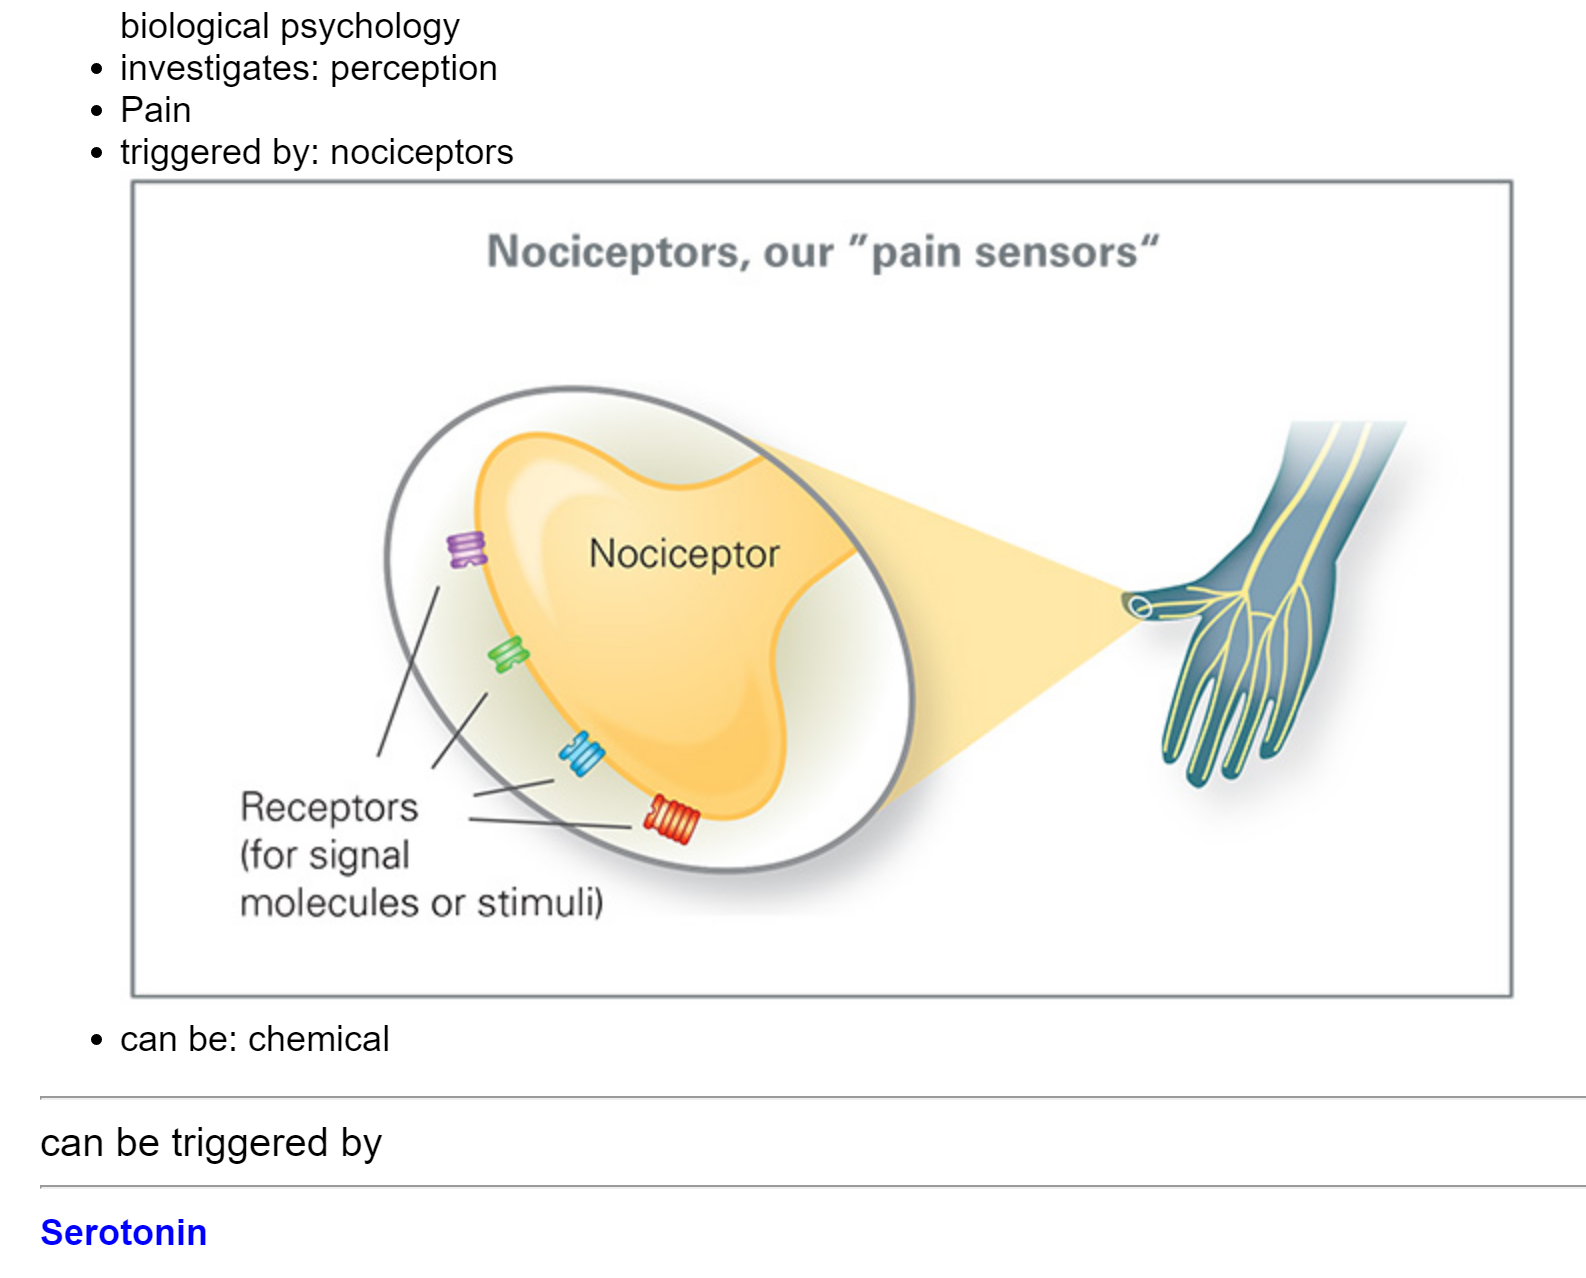 biological psychology
• investigates: perception
• Pain
• triggered by: nociceptors
Nociceptors, our ”pain sensors“
Nociceptor
Receptors
(for signal
molecules or stimuli)
• can be: chemical
can be triggered by
Serotonin